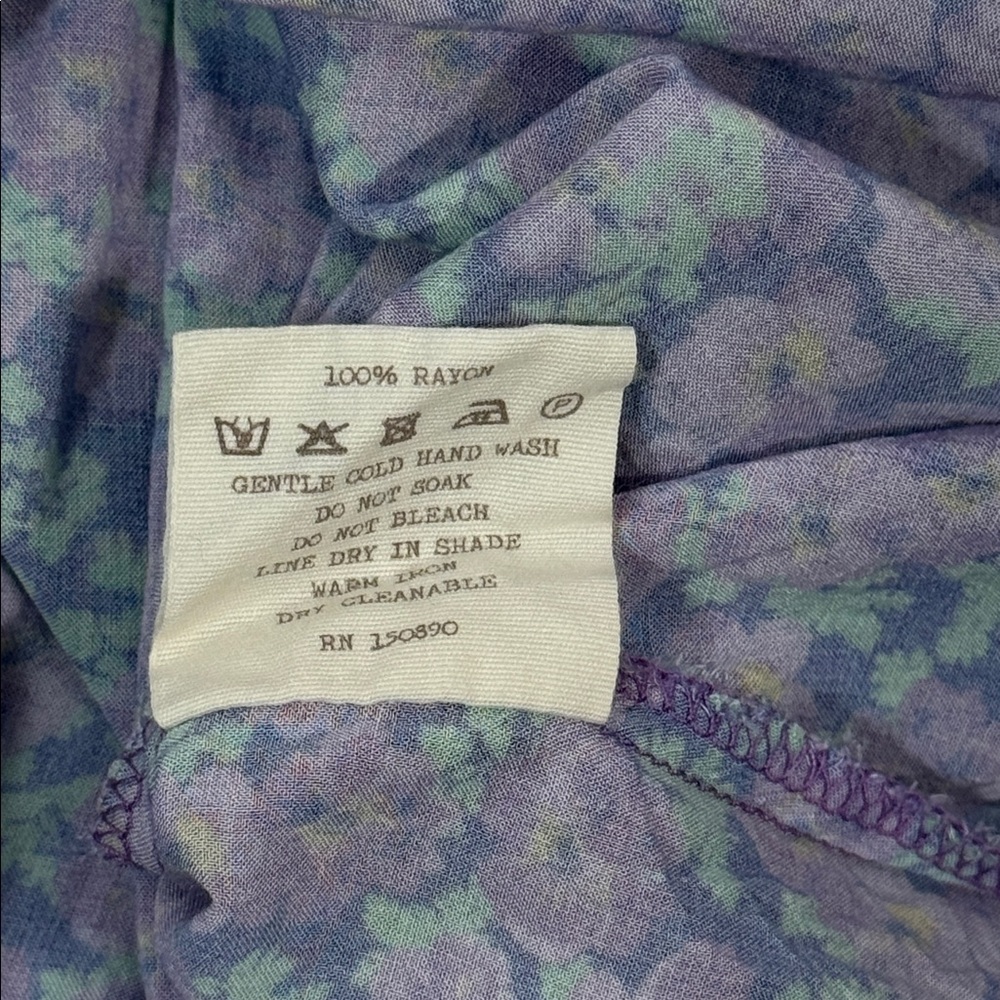 100% RAYON
P
GENTLE COLD HAND WASH
DO NOT SOAK
DO NOT BLEACH
LINE DRY IN SHADE
WARM IRON
DRY CLEANABLE
RN 150890